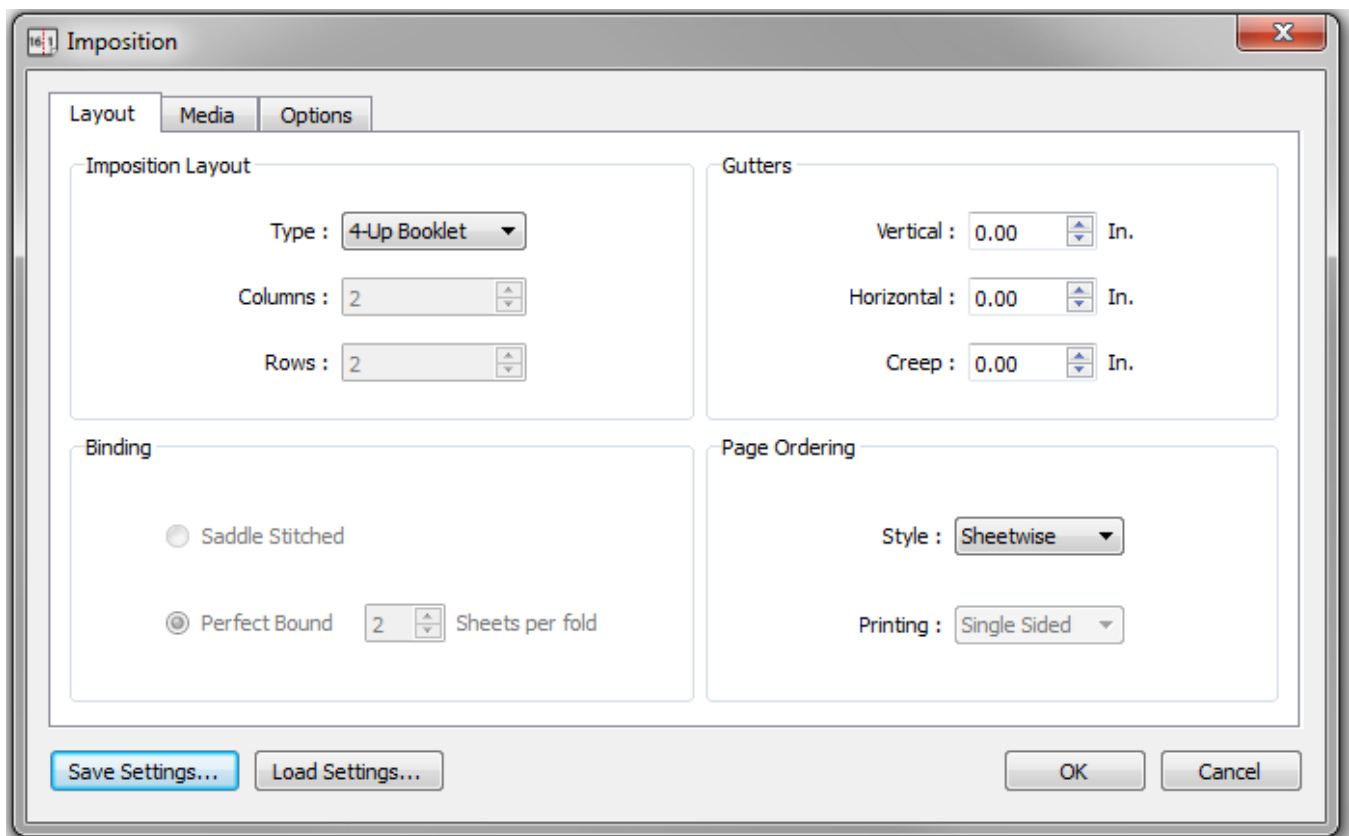 16 1 Imposition
Layout Media Options
Imposition Layout
Type : 4-Up Booklet
Columns : 2
Rows : 2
Gutters
Vertical : 0.00 In.
Horizontal : 0.00 In.
Creep : 0.00 In.
Binding
Saddle Stitched
Perfect Bound 2 Sheets per fold
Page Ordering
Style : Sheetwise
Printing : Single Sided
Save Settings... Load Settings... OK Cancel